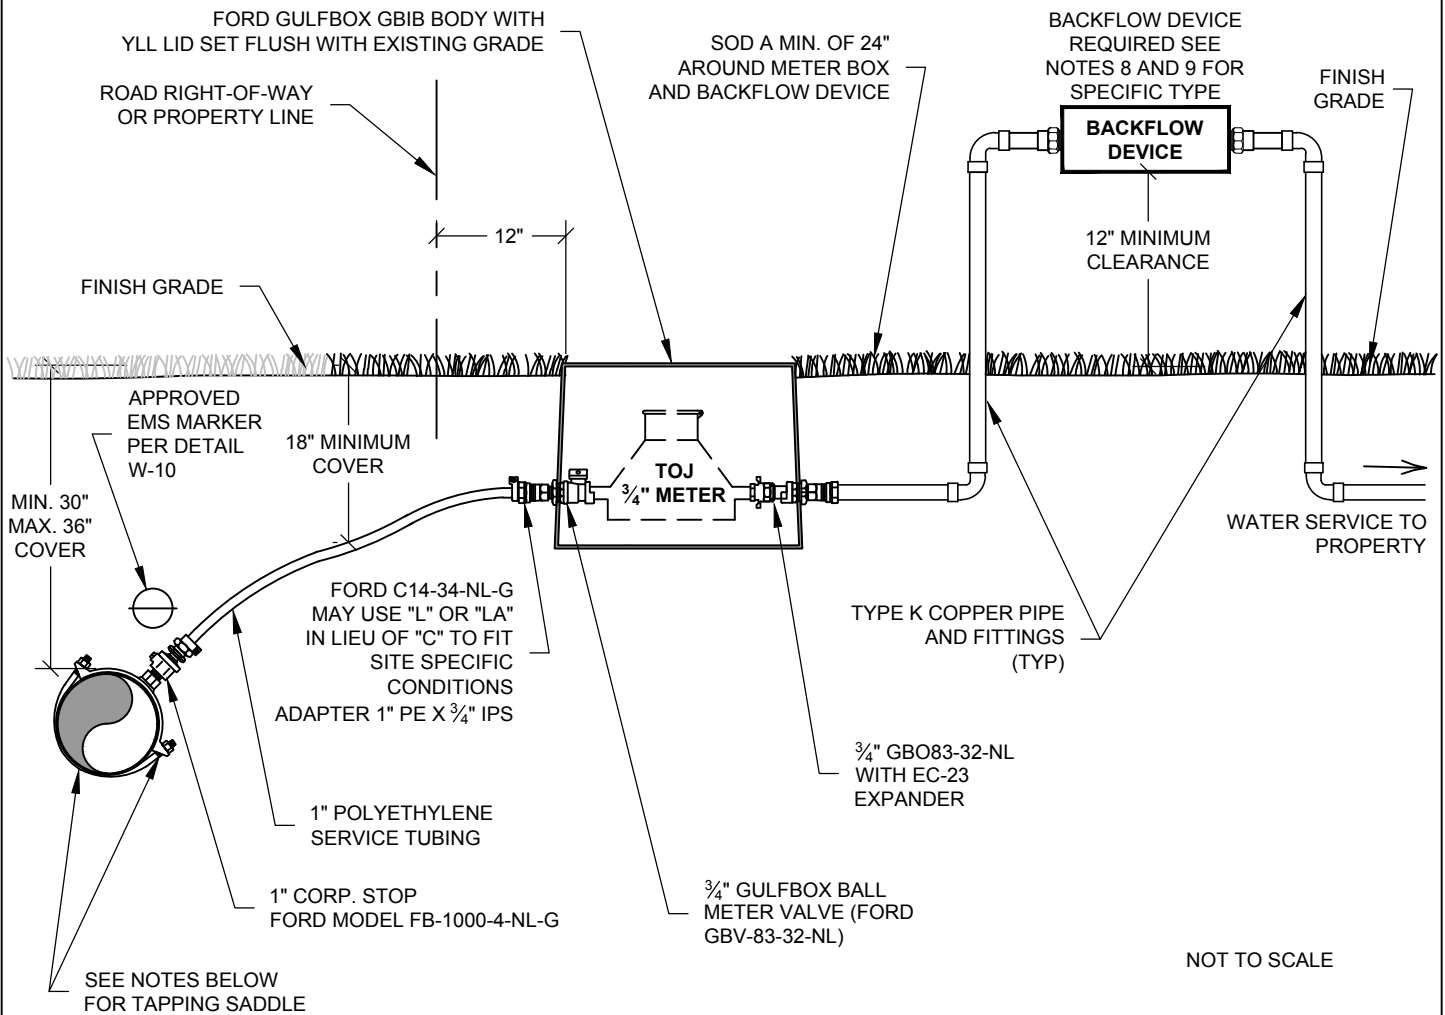 FORD GULFBOX GBIB BODY WITH
YLL LID SET FLUSH WITH EXISTING GRADE
SOD A MIN. OF 24"
AROUND METER BOX
AND BACKFLOW DEVICE
BACKFLOW DEVICE
REQUIRED SEE
NOTES 8 AND 9 FOR
SPECIFIC TYPE
FINISH
GRADE
ROAD RIGHT-OF-WAY
OR PROPERTY LINE
BACKFLOW
DEVICE
12"
12" MINIMUM
CLEARANCE
FINISH GRADE
APPROVED
EMS MARKER
PER DETAIL
W-10
18" MINIMUM
COVER
MIN. 30"
MAX. 36"
COVER
TOJ
3/4" METER
WATER SERVICE TO
PROPERTY
FORD C14-34-NL-G
MAY USE "L" OR "LA"
IN LIEU OF "C" TO FIT
SITE SPECIFIC
CONDITIONS
ADAPTER 1" PE X 3/4" IPS
TYPE K COPPER PIPE
AND FITTINGS
(TYP)
3/4" GBO83-32-NL
WITH EC-23
EXPANDER
1" POLYETHYLENE
SERVICE TUBING
1" CORP. STOP
FORD MODEL FB-1000-4-NL-G
3/4" GULFBOX BALL
METER VALVE (FORD
GBV-83-32-NL)
NOT TO SCALE
SEE NOTES BELOW
FOR TAPPING SADDLE